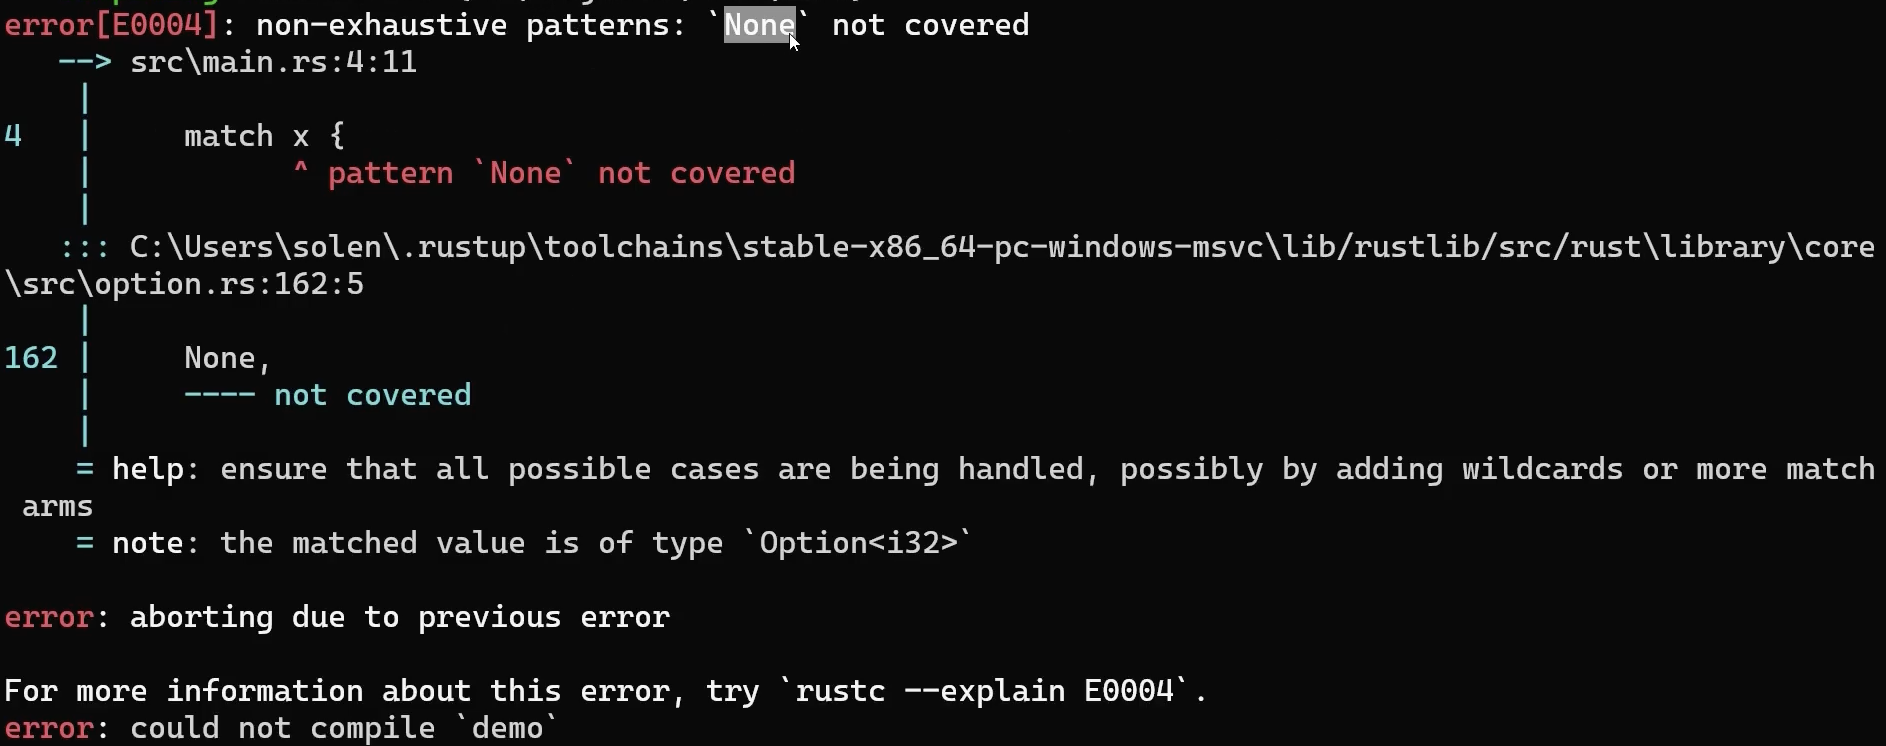 error[E0004]: non-exhaustive patterns: `None` not covered
   --> src\main.rs:4:11
    |
4   |     match x {
    |           ^ pattern `None` not covered
    |
   ::: C:\Users\solen\.rustup\toolchains\stable-x86_64-pc-windows-msvc\lib/rustlib/src/rust\library\core
\src\option.rs:162:5
    |
162 |     None,
    |     ---- not covered
    |
    = help: ensure that all possible cases are being handled, possibly by adding wildcards or more match
 arms
    = note: the matched value is of type `Option<i32>`

error: aborting due to previous error

For more information about this error, try `rustc --explain E0004`.
error: could not compile `demo`